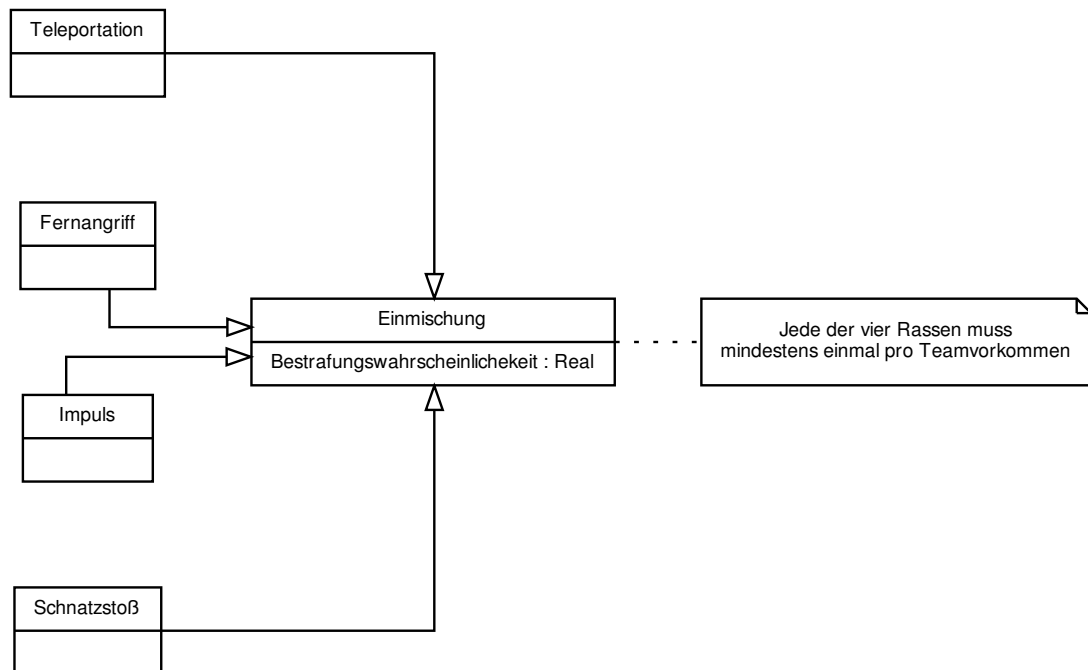 Teleportation
Fernangriff
Einmischung
Bestrafungswahrscheinlichekeit : Real
Jede der vier Rassen muss
mindestens einmal pro Teamvorkommen
Impuls
Schnatzstoß